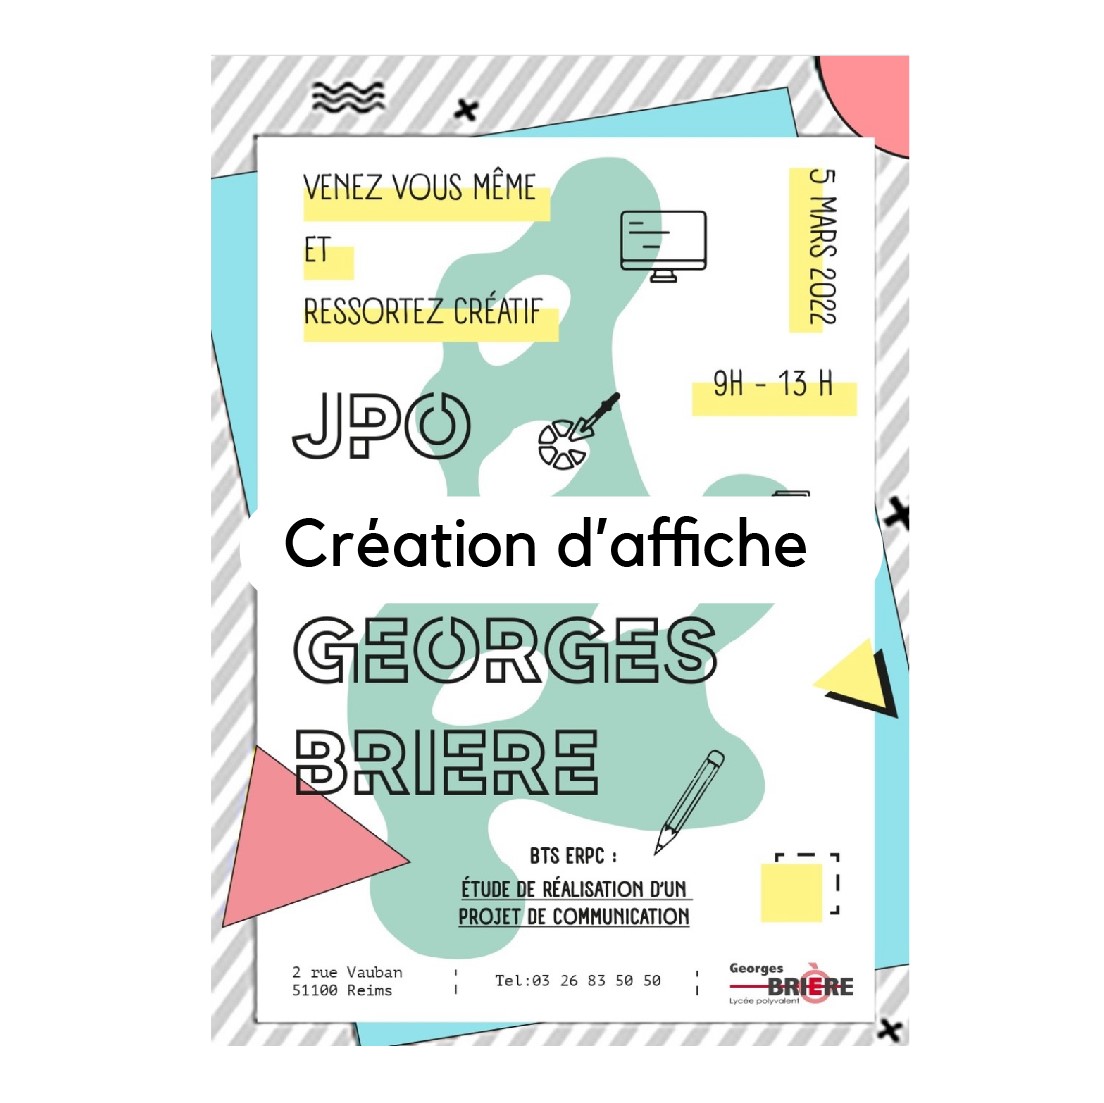 VENEZ VOUS MÊME
ET
RESSORTEZ CRÉATIF
5 MARS 2022
9H - 13 H
JPO
Création d'affiche
GEORGES
BRIERE
BTS ERPC :
ÉTUDE DE RÉALISATION D'UN
PROJET DE COMMUNICATION
2 rue Vauban
51100 Reims
Tel:03 26 83 50 50
Georges
BRIÈRE
Lycée polyvalent